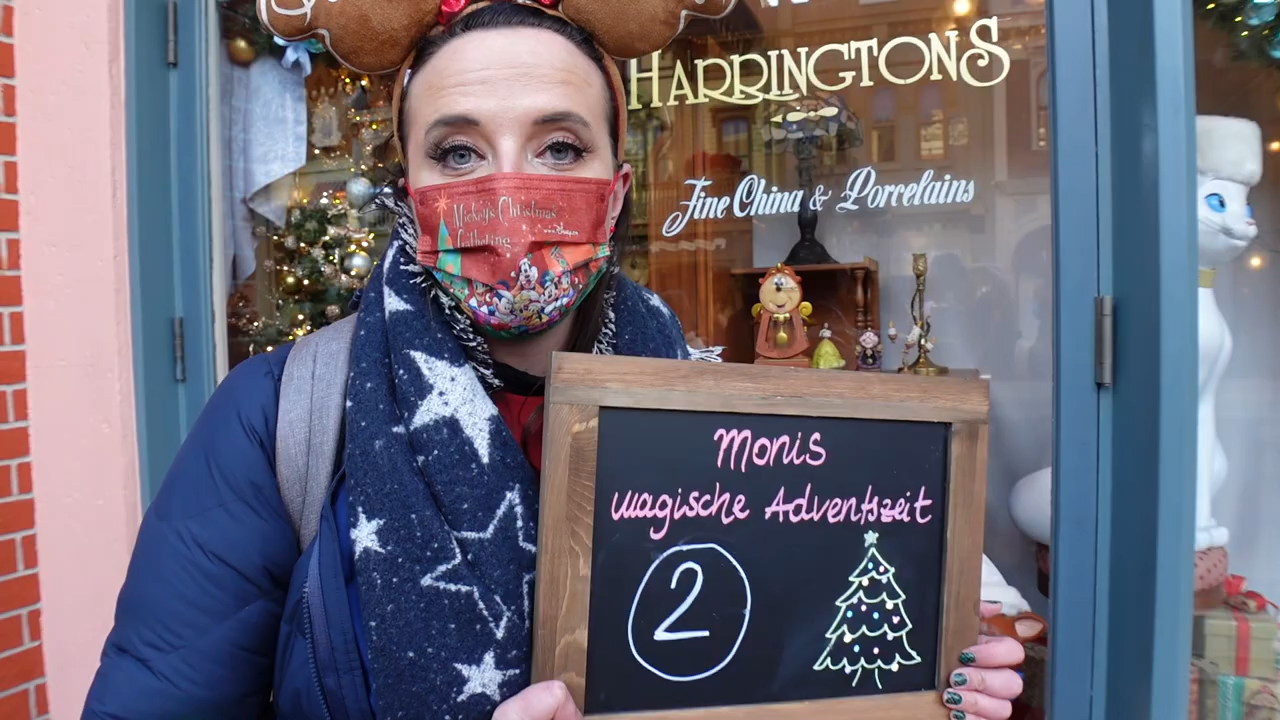 HARRINGTONS
Fine China & Porcelains
Mickey's Christmas
Gathering
Monis
magische Adventszeit
2